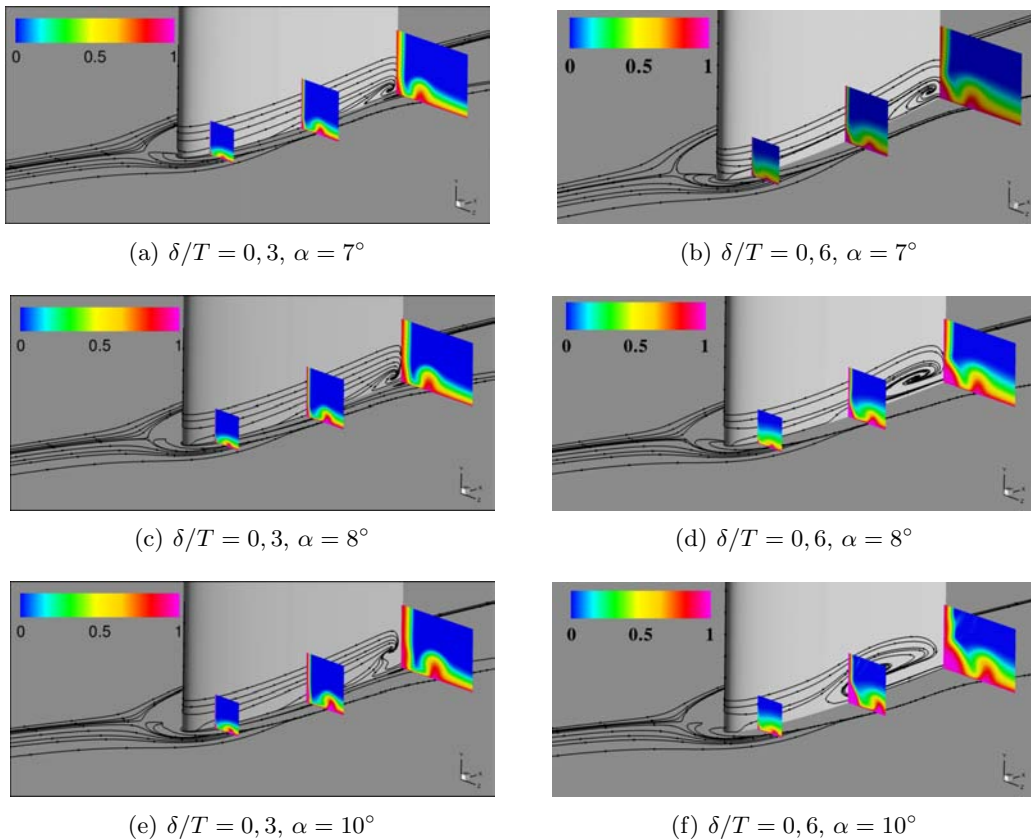 0 0.5 1
0 0.5 1
(a) δ/T = 0, 3, α = 7°
(b) δ/T = 0, 6, α = 7°
0 0.5 1
0 0.5 1
(c) δ/T = 0, 3, α = 8°
(d) δ/T = 0, 6, α = 8°
0 0.5 1
0 0.5 1
(e) δ/T = 0, 3, α = 10°
(f) δ/T = 0, 6, α = 10°